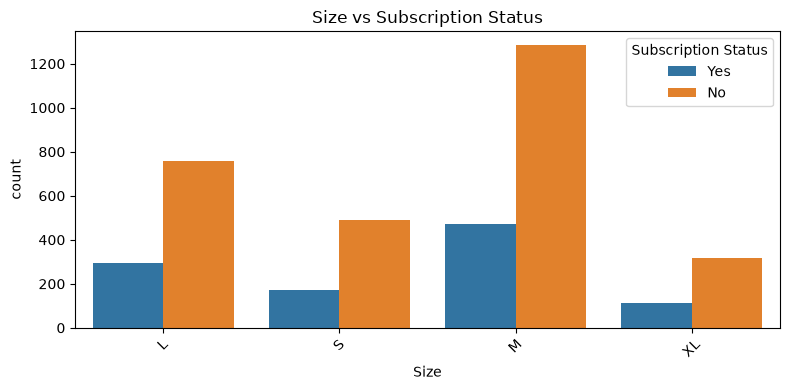 Size vs Subscription Status
Subscription Status
Yes
No
count
1200
1000
800
600
400
200
0
L
S
M
XL
Size